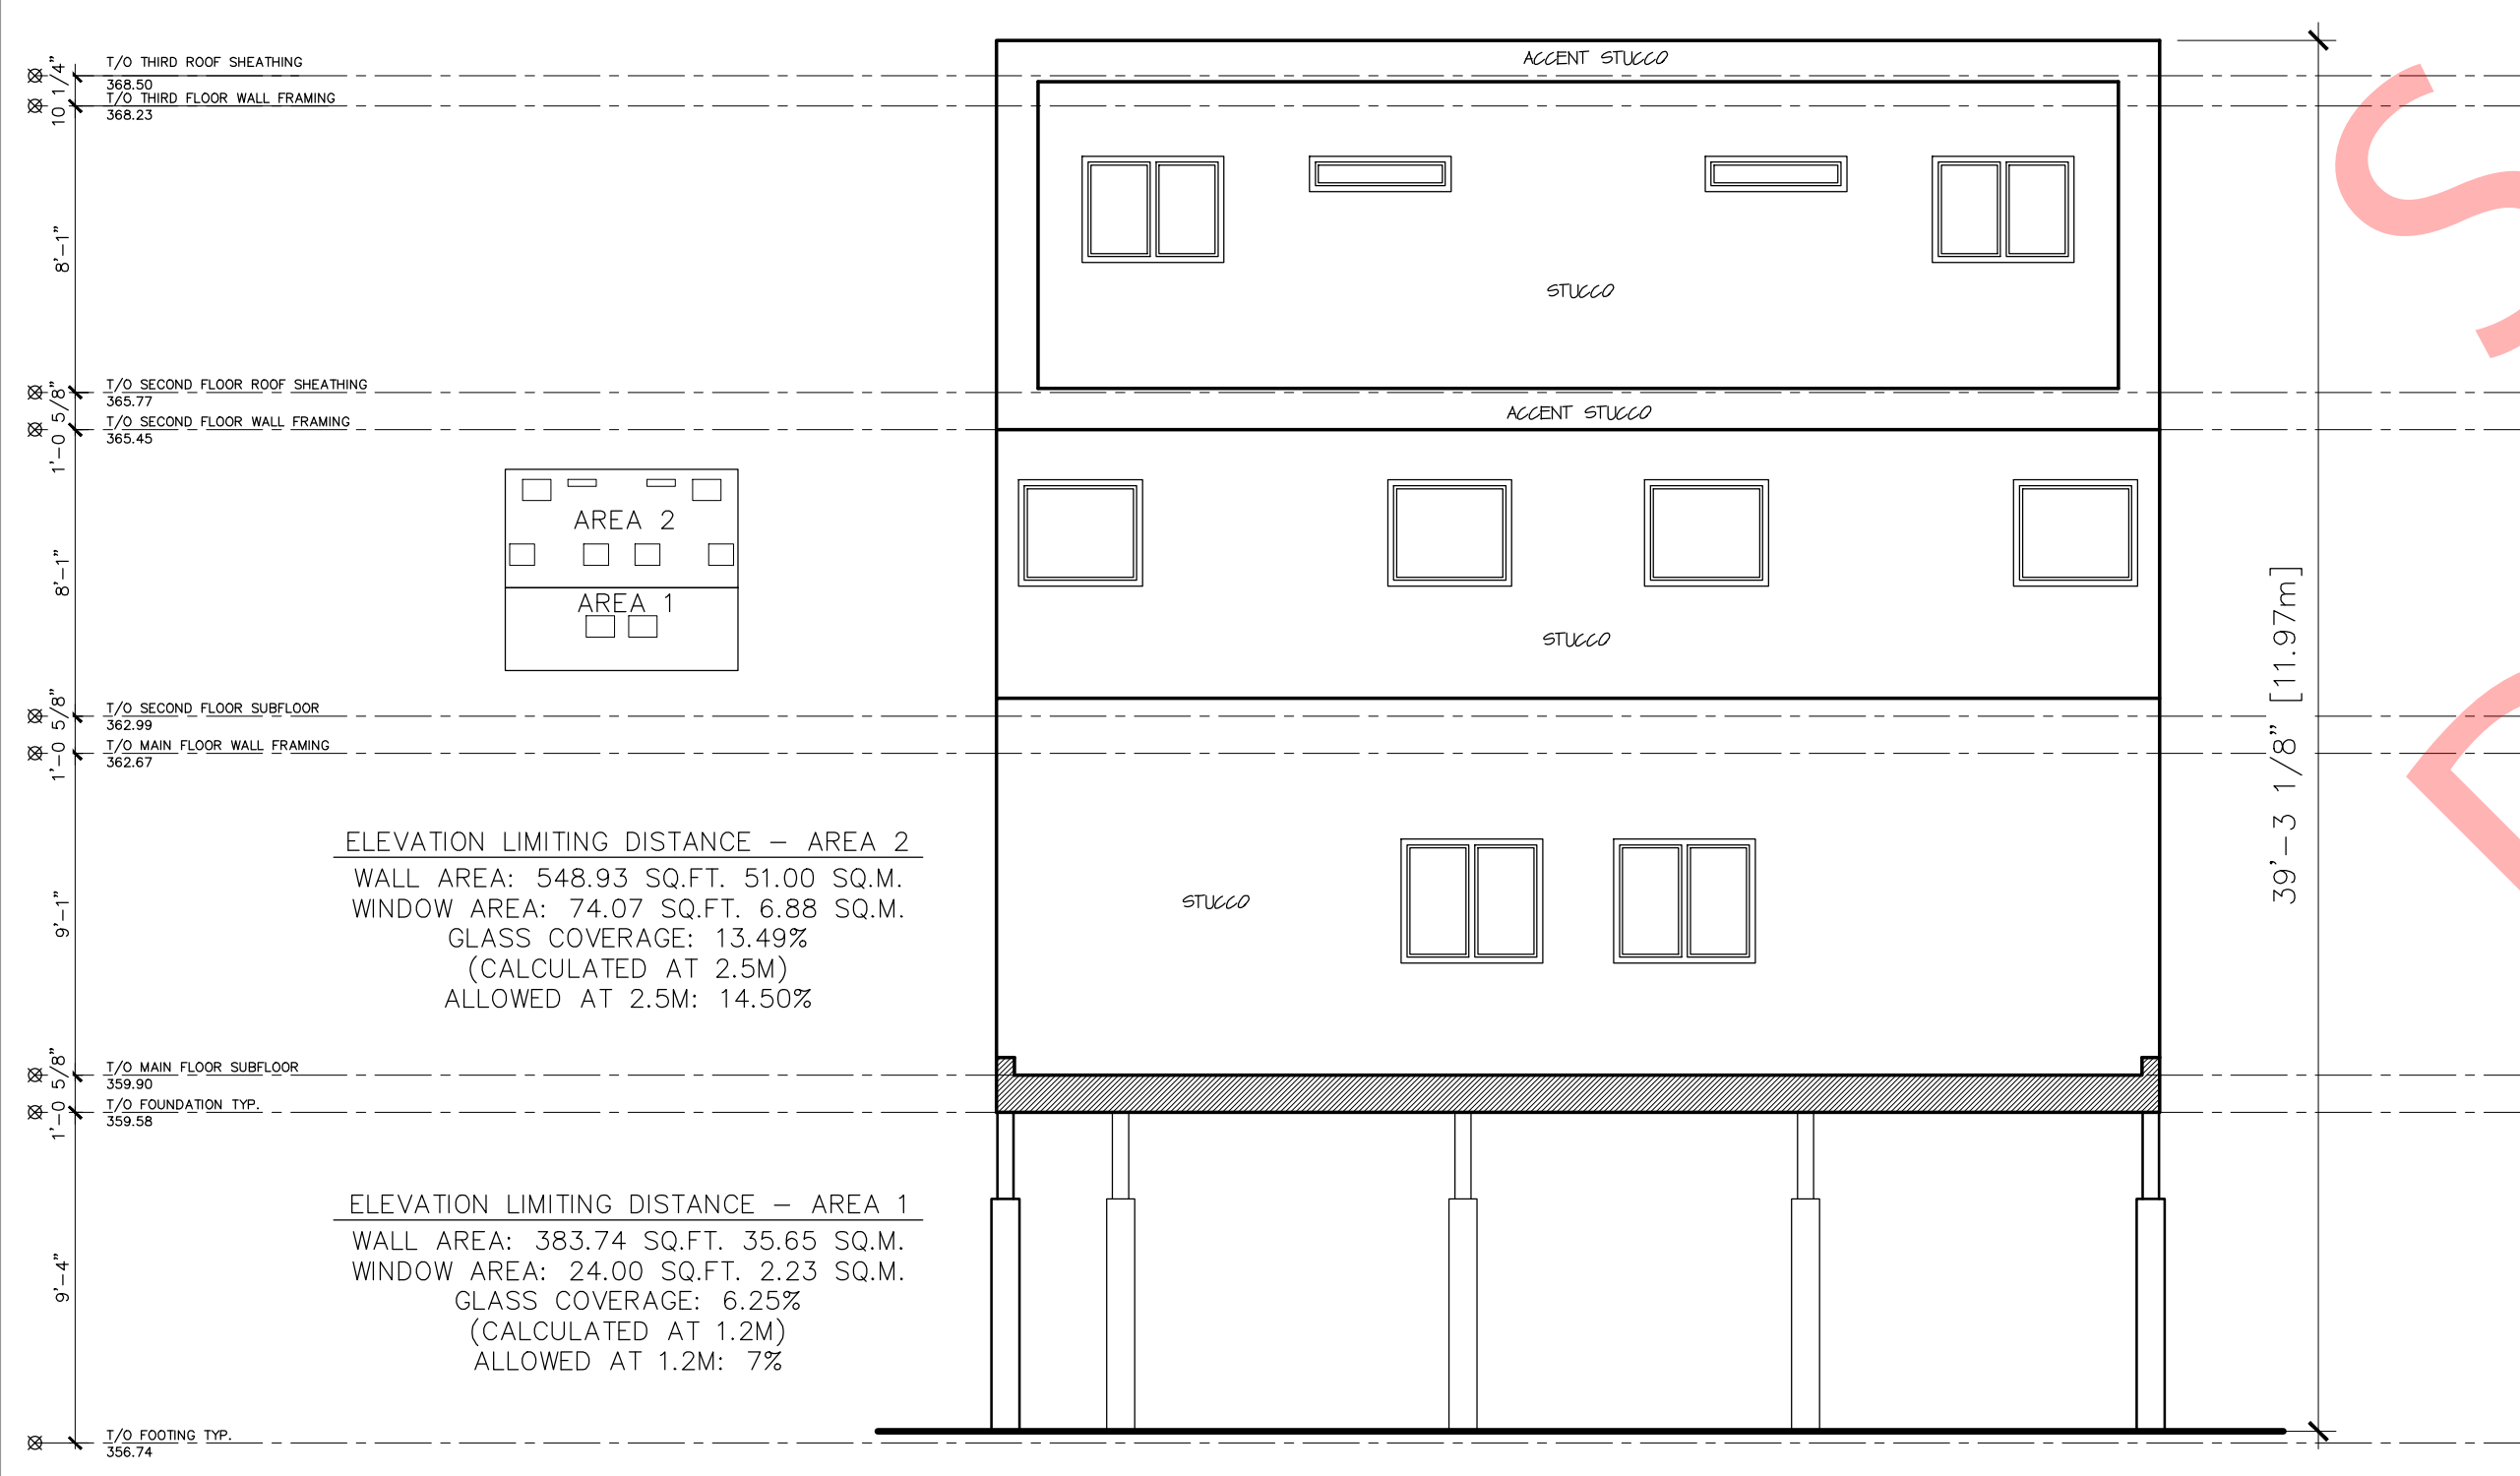 T/O THIRD ROOF SHEATHING
368.50
T/O THIRD FLOOR WALL FRAMING
368.23
10 1/4"
8'-1"
T/O SECOND FLOOR ROOF SHEATHING
365.77
1'-0 5/8"
T/O SECOND FLOOR WALL FRAMING
365.45
8'-1"
T/O SECOND FLOOR SUBFLOOR
362.99
1'-0 5/8"
T/O MAIN FLOOR WALL FRAMING
362.67
9'-1"
T/O MAIN FLOOR SUBFLOOR
359.90
1'-0 5/8"
T/O FOUNDATION TYP.
359.58
9'-4"
T/O FOOTING TYP.
356.74
AREA 2
AREA 1
ELEVATION LIMITING DISTANCE - AREA 2
WALL AREA: 548.93 SQ.FT. 51.00 SQ.M.
WINDOW AREA: 74.07 SQ.FT. 6.88 SQ.M.
GLASS COVERAGE: 13.49%
(CALCULATED AT 2.5M)
ALLOWED AT 2.5M: 14.50%
ELEVATION LIMITING DISTANCE - AREA 1
WALL AREA: 383.74 SQ.FT. 35.65 SQ.M.
WINDOW AREA: 24.00 SQ.FT. 2.23 SQ.M.
GLASS COVERAGE: 6.25%
(CALCULATED AT 1.2M)
ALLOWED AT 1.2M: 7%
ACCENT STUCCO
STUCCO
ACCENT STUCCO
STUCCO
STUCCO
39'-3 1/8" [11.97m]
S